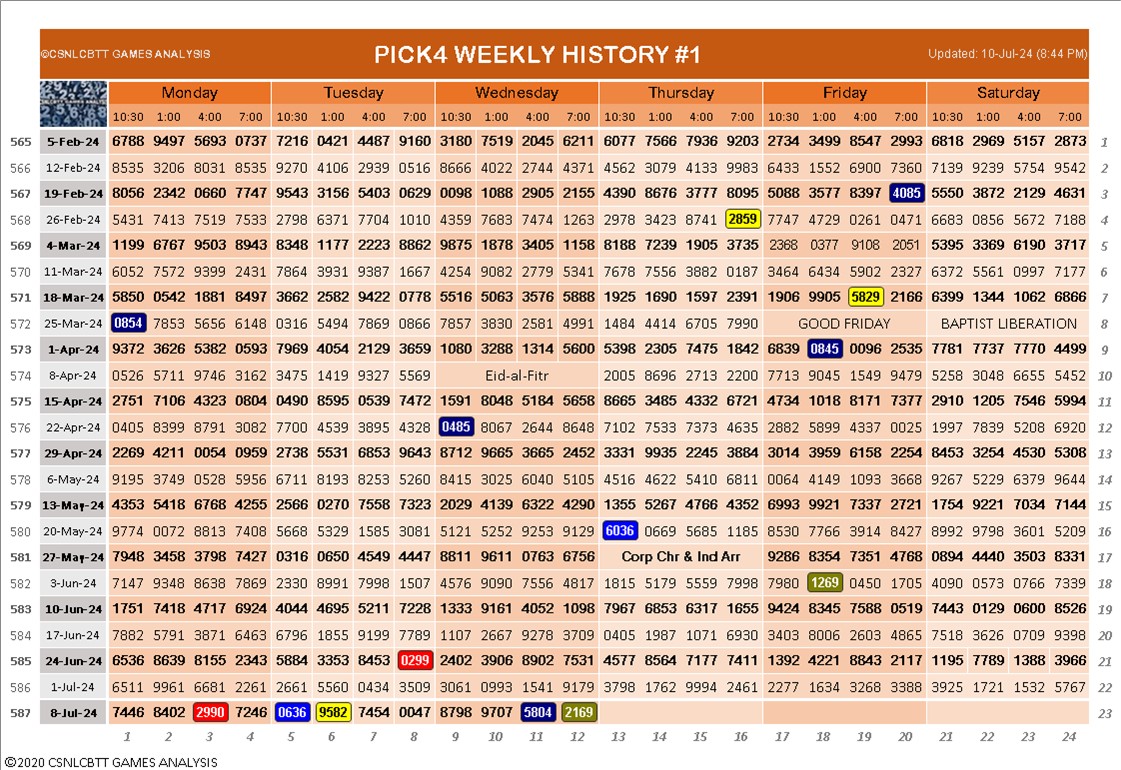 ©CSNLCBTT GAMES ANALYSIS PICK4 WEEKLY HISTORY #1 Updated: 10-Jul-24 (8:44 PM)
Monday Tuesday Wednesday Thursday Friday Saturday
10:30 1:00 4:00 7:00 10:30 1:00 4:00 7:00 10:30 1:00 4:00 7:00 10:30 1:00 4:00 7:00 10:30 1:00 4:00 7:00 10:30 1:00 4:00 7:00
565 5-Feb-24 6788 9497 5693 0737 7216 0421 4487 9160 3180 7519 2045 6211 6077 7566 7936 9203 2734 3499 8547 2993 6818 2969 5157 2873 1
566 12-Feb-24 8535 3206 8031 8535 9270 4106 2939 0516 8666 4022 2744 4371 4562 3079 4133 9983 6433 1552 6900 7360 7139 9239 5754 9542 2
567 19-Feb-24 8056 2342 0660 7747 9543 3156 5403 0629 0098 1088 2905 2155 4390 8676 3777 8095 5088 3577 8397 4085 5550 3872 2129 4631 3
568 26-Feb-24 5431 7413 7519 7533 2798 6371 7704 1010 4359 7683 7474 1263 2978 3423 8741 2859 7747 4729 0261 0471 6683 0856 5672 7188 4
569 4-Mar-24 1199 6767 9503 8943 8348 1177 2223 8862 9875 1878 3405 1158 8188 7239 1905 3735 2368 0377 9108 2051 5395 3369 6190 3717 5
570 11-Mar-24 6052 7572 9399 2431 7864 3931 9387 1667 4254 9082 2779 5341 7678 7556 3882 0187 3464 6434 5902 2327 6372 5561 0997 7177 6
571 18-Mar-24 5850 0542 1881 8497 3662 2582 9422 0778 5516 5063 3576 5888 1925 1690 1597 2391 1906 9905 5829 2166 6399 1344 1062 6866 7
572 25-Mar-24 0854 7853 5656 6148 0316 5494 7869 0866 7857 3830 2581 4991 1484 4414 6705 7990 GOOD FRIDAY BAPTIST LIBERATION 8
573 1-Apr-24 9372 3626 5382 0593 7969 4054 2129 3659 1080 3288 1314 5600 5398 2305 7475 1842 6839 0845 0096 2535 7781 7737 7770 4499 9
574 8-Apr-24 0526 5711 9746 3162 3475 1419 9327 5569 Eid-al-Fitr 2005 8696 2713 2200 7713 9045 1549 9479 5258 3048 6655 5452 10
575 15-Apr-24 2751 7106 4323 0804 0490 8595 0539 7472 1591 8048 5184 5658 8665 3485 4332 6721 4734 1018 8171 7377 2910 1205 7546 5994 11
576 22-Apr-24 0405 8399 8791 3082 7700 4539 3895 4328 0485 8067 2644 8648 7102 7533 7373 4635 2882 5899 4337 0025 1997 7839 5208 6920 12
577 29-Apr-24 2269 4211 0054 0959 2738 5531 6853 9643 8712 9665 3665 2452 3331 9935 2245 3884 3014 3959 6158 2254 8453 3254 4530 5308 13
578 6-May-24 9195 3749 0528 5956 6711 8193 8253 5260 8415 3025 6040 5105 4516 4622 5410 6811 0064 4149 1093 3668 9267 5229 6379 9644 14
579 13-May-24 4353 5418 6768 4255 2566 0270 7558 7323 2029 4139 6322 4290 1355 5267 4766 4352 6993 9921 7337 2721 1754 9221 7034 7144 15
580 20-May-24 9774 0072 8813 7408 5668 5329 1585 3081 5121 5252 9253 9129 6036 0669 5685 1185 8530 7766 3914 8427 8992 9798 3601 5209 16
581 27-May-24 7948 3458 3798 7427 0316 0650 4549 4447 8811 9611 0763 6756 Corp Chr & Ind Arr 9286 8354 7351 4768 0894 4440 3503 8331 17
582 3-Jun-24 7147 9348 8638 7869 2330 8991 7998 1507 4576 9090 7556 4817 1815 5179 5559 7998 7980 1269 0450 1705 4090 0573 0766 7339 18
583 10-Jun-24 1751 7418 4717 6924 4044 4695 5211 7228 1333 9161 4052 1098 7967 6853 6317 1655 9424 8345 7588 0519 7443 0129 0600 8526 19
584 17-Jun-24 7882 5791 3871 6463 6796 1855 9199 7789 1107 2667 9278 3709 0405 1987 1071 6930 3403 8006 2603 4865 7518 3626 0709 9398 20
585 24-Jun-24 6536 8639 8155 2343 5884 3353 8453 0299 2402 3906 8902 7531 4577 8564 7177 7411 1392 4221 8843 2117 1195 7789 1388 3966 21
586 1-Jul-24 6511 9961 6681 2261 2661 5560 0434 3509 3061 0993 1541 9179 3798 1762 9994 2461 2277 1634 3268 3388 3925 1721 1532 5767 22
587 8-Jul-24 7446 8402 2990 7246 0636 9582 7454 0047 8798 9707 5804 2169 23
1 2 3 4 5 6 7 8 9 10 11 12 13 14 15 16 17 18 19 20 21 22 23 24
©2020 CSNLCBTT GAMES ANALYSIS